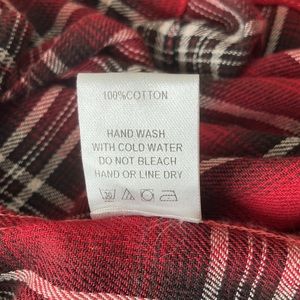 100%COTTON
HAND WASH
WITH COLD WATER
DO NOT BLEACH
HAND OR LINE DRY